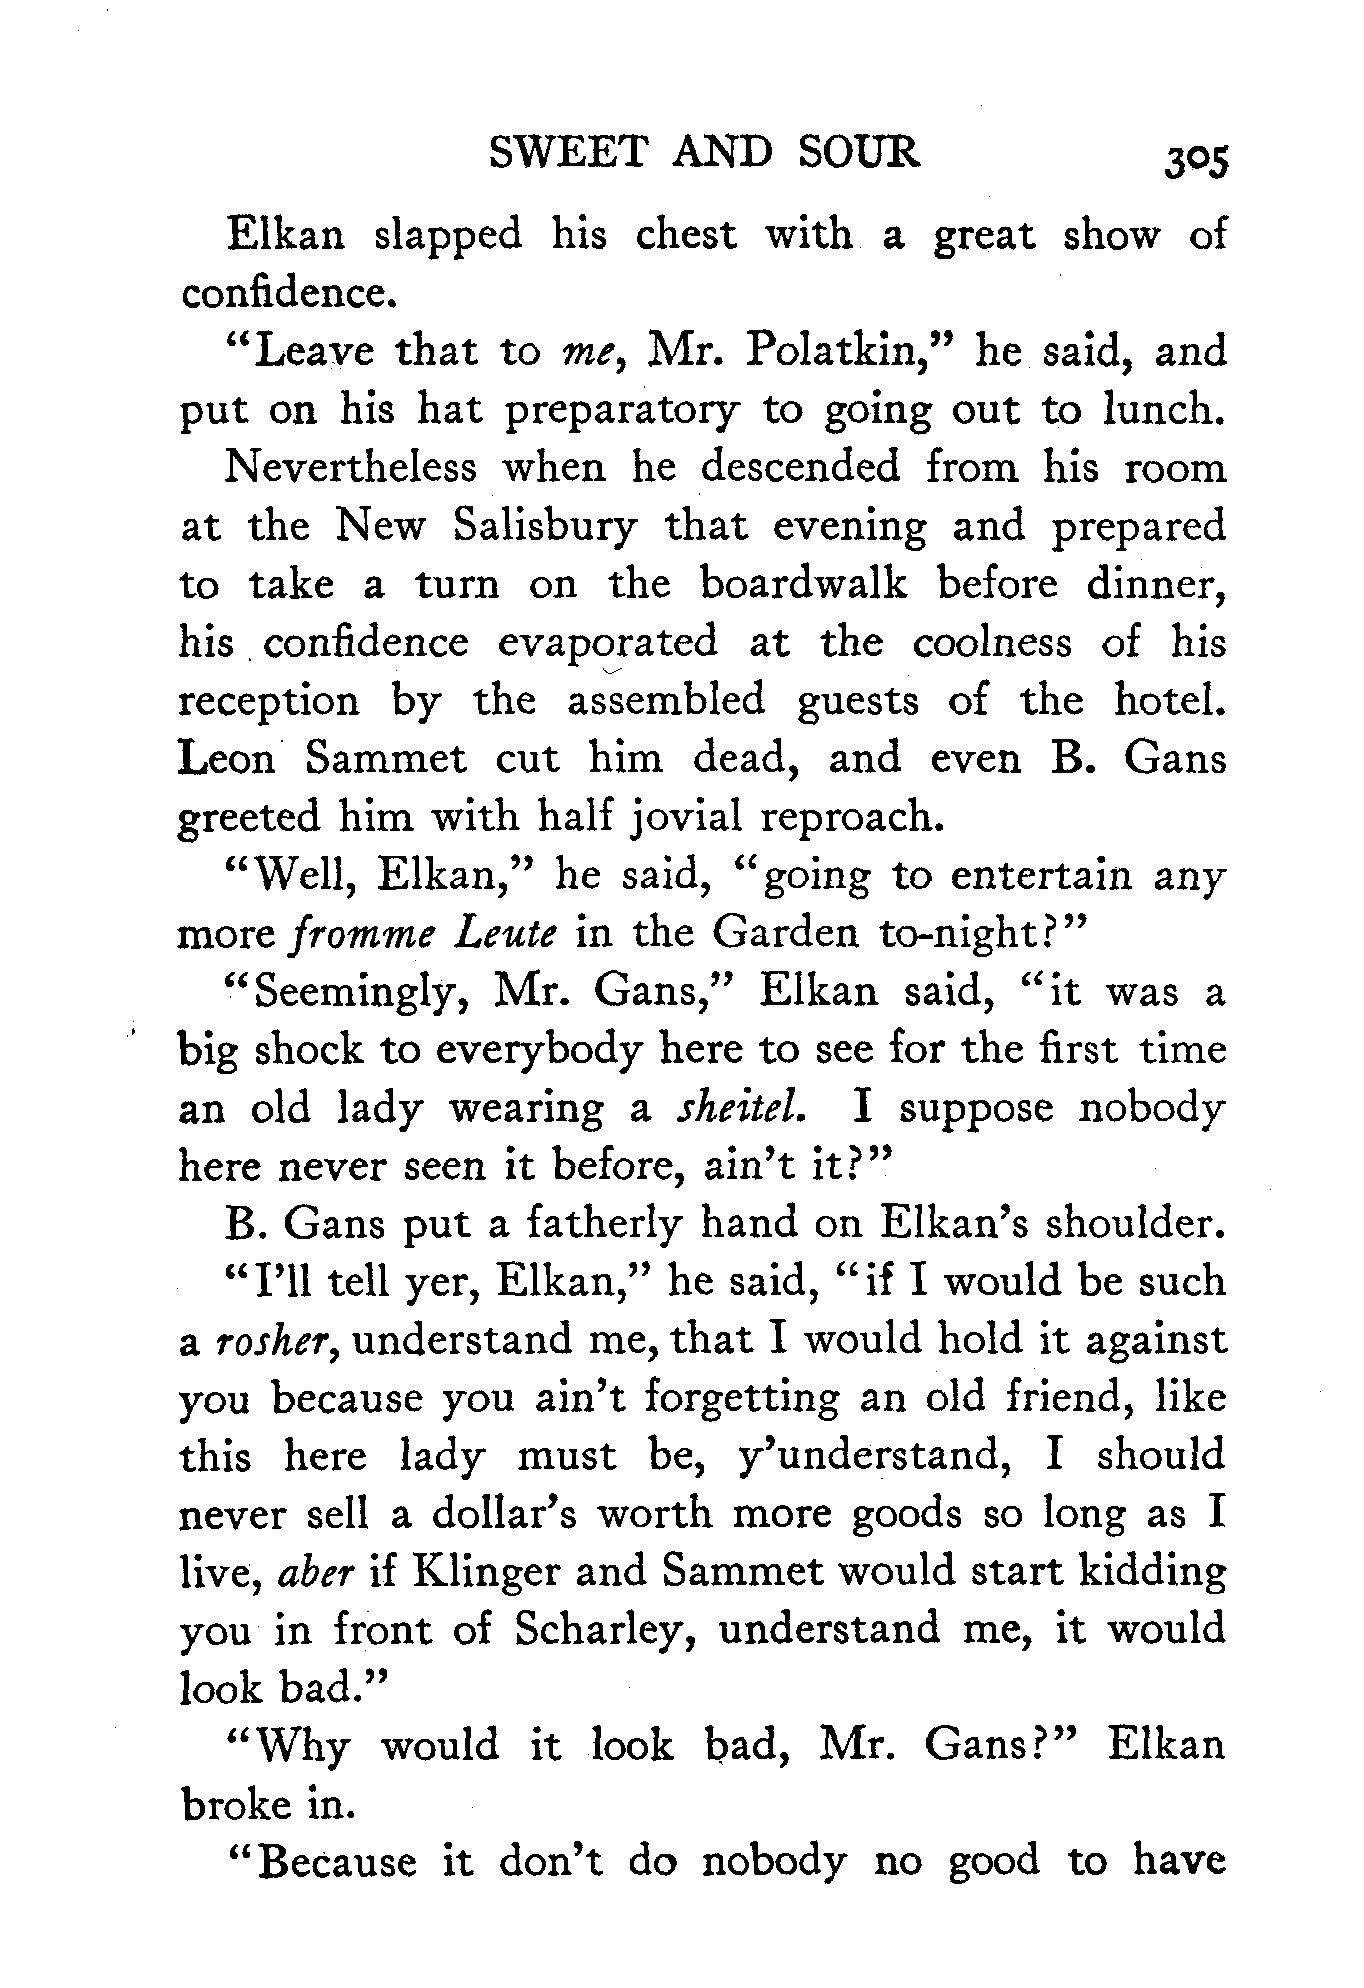 SWEET AND SOUR 305
Elkan slapped his chest with a great show of
confidence.
“Leave that to me, Mr. Polatkin,” he said, and
put on his hat preparatory to going out to lunch.
Nevertheless when he descended from his room
at the New Salisbury that evening and prepared
to take a turn on the boardwalk before dinner,
his confidence evaporated at the coolness of his
reception by the assembled guests of the hotel.
Leon Sammet cut him dead, and even B. Gans
greeted him with half jovial reproach.
“Well, Elkan,” he said, “going to entertain any
more fromme Leute in the Garden to-night?”
“Seemingly, Mr. Gans,” Elkan said, “it was a
big shock to everybody here to see for the first time
an old lady wearing a sheitel. I suppose nobody
here never seen it before, ain’t it?”
B. Gans put a fatherly hand on Elkan’s shoulder.
“I’ll tell yer, Elkan,” he said, “if I would be such
a rosher, understand me, that I would hold it against
you because you ain’t forgetting an old friend, like
this here lady must be, y’understand, I should
never sell a dollar’s worth more goods so long as I
live, aber if Klinger and Sammet would start kidding
you in front of Scharley, understand me, it would
look bad.”
“Why would it look bad, Mr. Gans?” Elkan
broke in.
“Because it don’t do nobody no good to have